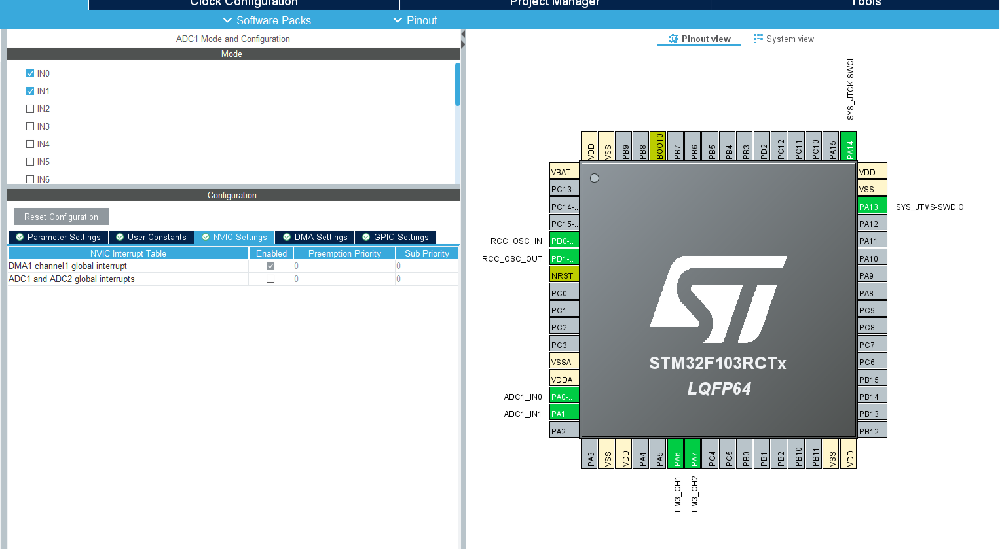 Clock Configuration
Project Manager
Tools
Software Packs
Pinout
ADC1 Mode and Configuration
Mode
IN0
IN1
IN2
IN3
IN4
IN5
IN6
Configuration
Reset Configuration
Parameter Settings
User Constants
NVIC Settings
DMA Settings
GPIO Settings
NVIC Interrupt Table Enabled Preemption Priority Sub Priority
DMA1 channel1 global interrupt 0 0
ADC1 and ADC2 global interrupts 0 0
Pinout view
System view
SYS_JTCK-SWCL
VDD
VSS
PB9
PB8
BOOT0
PB7
PB6
PB5
PB4
PB3
PD2
PC12
PC11
PC10
PA15
PA14
VBAT
PC13-..
PC14-..
PC15-..
RCC_OSC_IN PD0-..
RCC_OSC_OUT PD1-..
NRST
PC0
PC1
PC2
PC3
VSSA
VDDA
ADC1_IN0 PA0-..
ADC1_IN1 PA1
PA2
STM32F103RCTx
LQFP64
VDD
VSS
PA13 SYS_JTMS-SWDIO
PA12
PA11
PA10
PA9
PA8
PC9
PC8
PC7
PC6
PB15
PB14
PB13
PB12
PA3
VSS
VDD
PA4
PA5
PA6
PA7
PC4
PC5
PB0
PB1
PB2
PB10
PB11
VSS
VDD
TIM3_CH1
TIM3_CH2